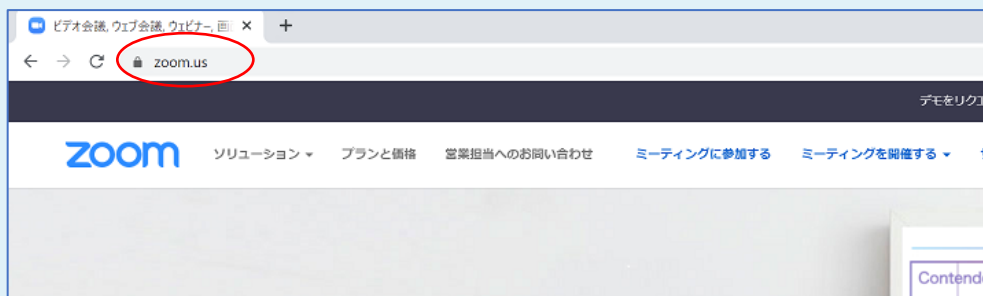 ビデオ会議, ウェブ会議, ウェビナー, 画
zoom.us
デモをリクエ
zoom
ソリューション プランと価格 営業担当へのお問い合わせ ミーティングに参加する ミーティングを開催する
Contende